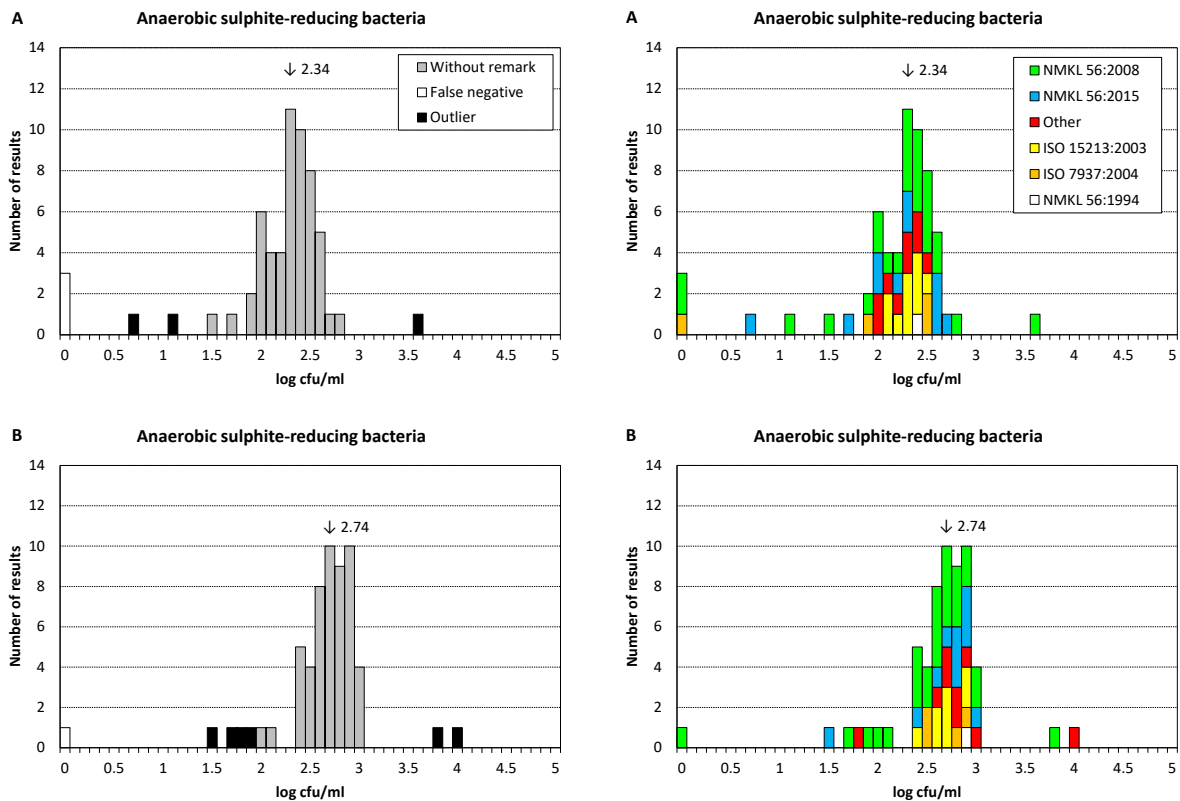 A
Anaerobic sulphite-reducing bacteria
Number of results
14
12
10
8
6
4
2
0
↓ 2.34
Without remark
False negative
Outlier
0 0.5 1 1.5 2 2.5 3 3.5 4 4.5 5
log cfu/ml
A
Anaerobic sulphite-reducing bacteria
Number of results
14
12
10
8
6
4
2
0
↓ 2.34
NMKL 56:2008
NMKL 56:2015
Other
ISO 15213:2003
ISO 7937:2004
NMKL 56:1994
0 0.5 1 1.5 2 2.5 3 3.5 4 4.5 5
log cfu/ml
B
Anaerobic sulphite-reducing bacteria
Number of results
14
12
10
8
6
4
2
0
↓ 2.74
0 0.5 1 1.5 2 2.5 3 3.5 4 4.5 5
log cfu/ml
B
Anaerobic sulphite-reducing bacteria
Number of results
14
12
10
8
6
4
2
0
↓ 2.74
0 0.5 1 1.5 2 2.5 3 3.5 4 4.5 5
log cfu/ml